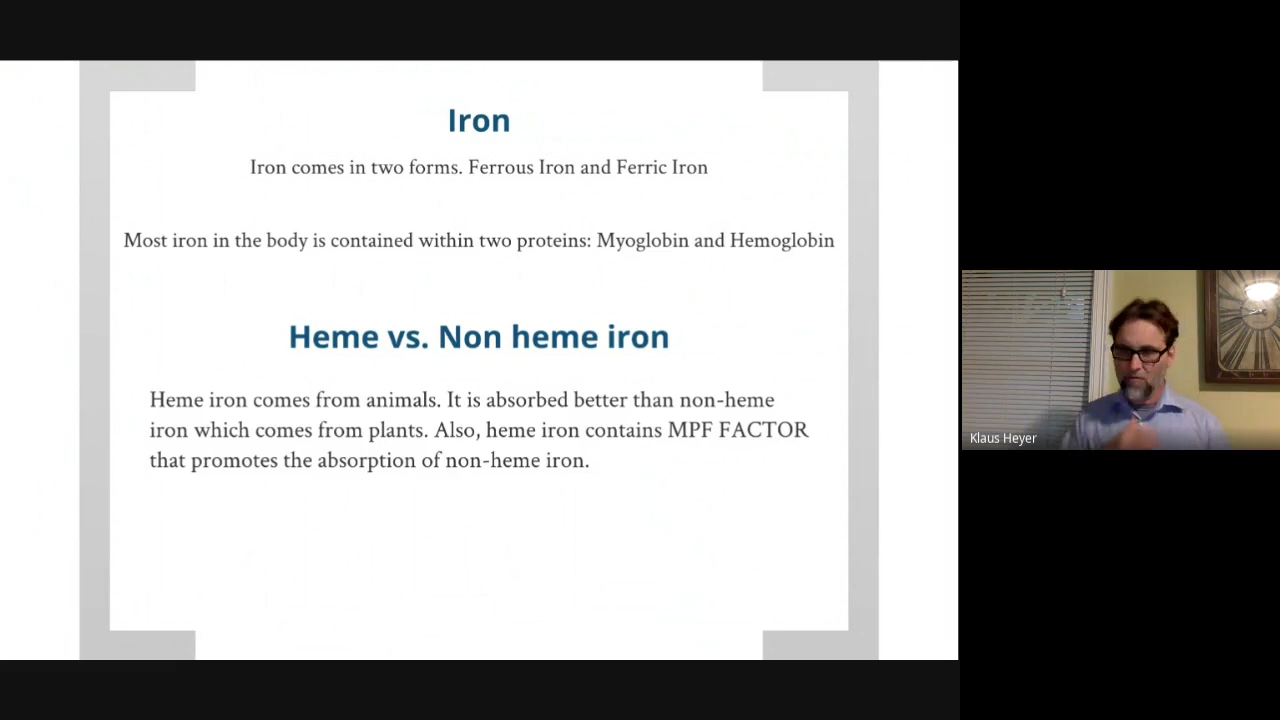 Iron
Iron comes in two forms. Ferrous Iron and Ferric Iron
Most iron in the body is contained within two proteins: Myoglobin and Hemoglobin
Heme vs. Non heme iron
Heme iron comes from animals. It is absorbed better than non-heme
iron which comes from plants. Also, heme iron contains MPF FACTOR
that promotes the absorption of non-heme iron.
Klaus Heyer